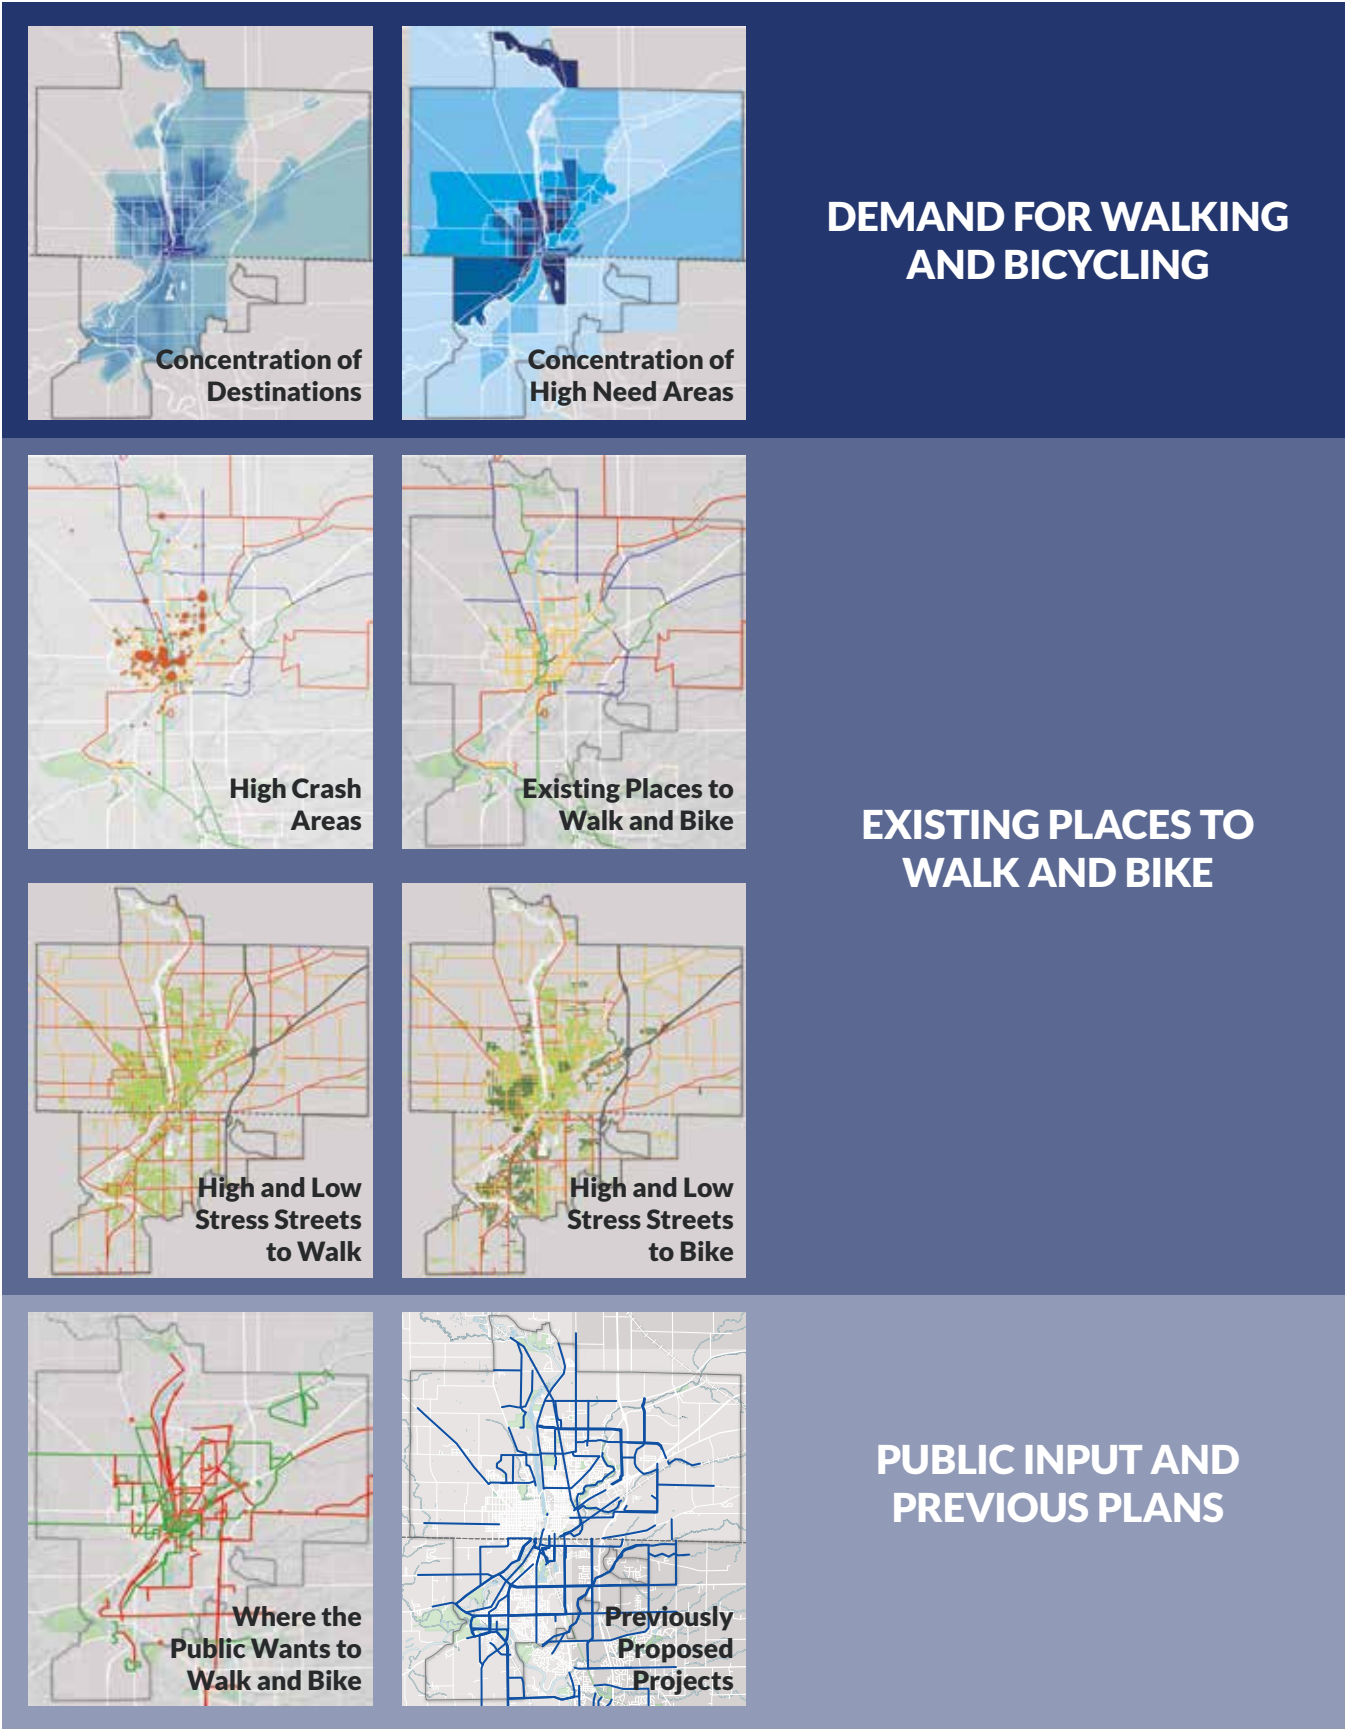 Concentration of
Destinations
Concentration of
High Need Areas
DEMAND FOR WALKING
AND BICYCLING
High Crash
Areas
Existing Places to
Walk and Bike
High and Low
Stress Streets
to Walk
High and Low
Stress Streets
to Bike
EXISTING PLACES TO
WALK AND BIKE
Where the
Public Wants to
Walk and Bike
Previously
Proposed
Projects
PUBLIC INPUT AND
PREVIOUS PLANS